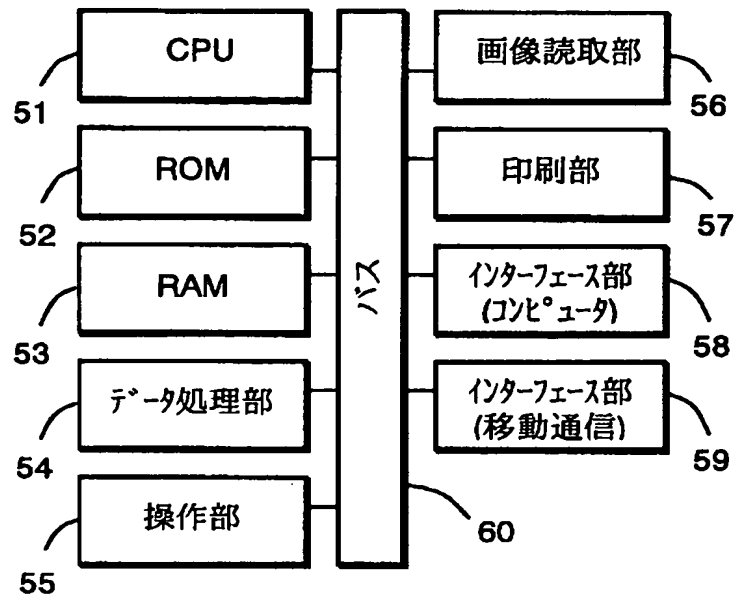 CPU
51
ROM
52
RAM
53
データ処理部
54
操作部
55
バス
60
画像読取部
56
印刷部
57
インターフェース部
(コンピュータ)
58
インターフェース部
(移動通信)
59